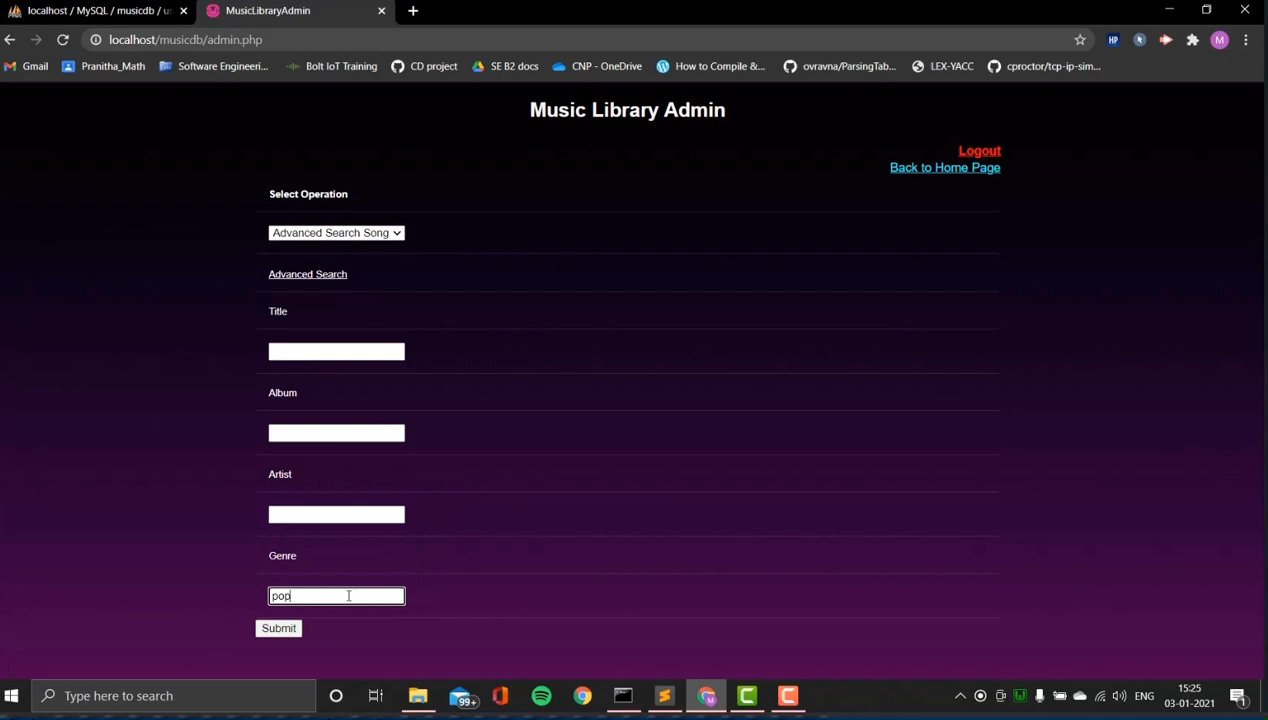 localhost / MySQL / musicdb / us
MusicLibraryAdmin
localhost/musicdb/admin.php
Gmail
Pranitha_Math
Software Engineeri...
Bolt IoT Training
CD project
SE B2 docs
CNP - OneDrive
How to Compile &...
ovravna/ParsingTab...
LEX-YACC
cproctor/tcp-ip-sim...
HP
M
Music Library Admin
Logout
Back to Home Page
Select Operation
Advanced Search Song
Advanced Search
Title
Album
Artist
Genre
pop
Submit
Type here to search
99+
ENG
15:25
03-01-2021
1